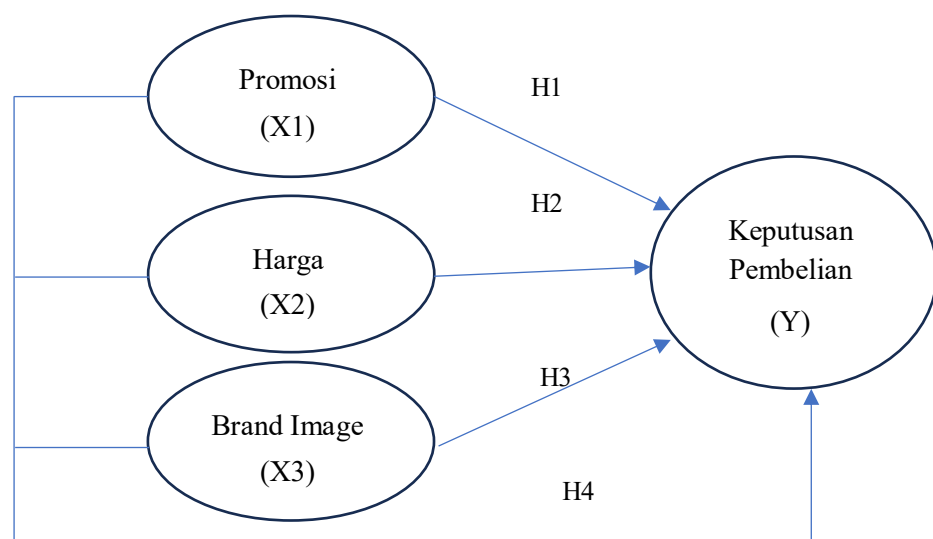 Promosi
(X1)
H1
H2
Harga
(X2)
Keputusan
Pembelian
(Y)
H3
Brand Image
(X3)
H4